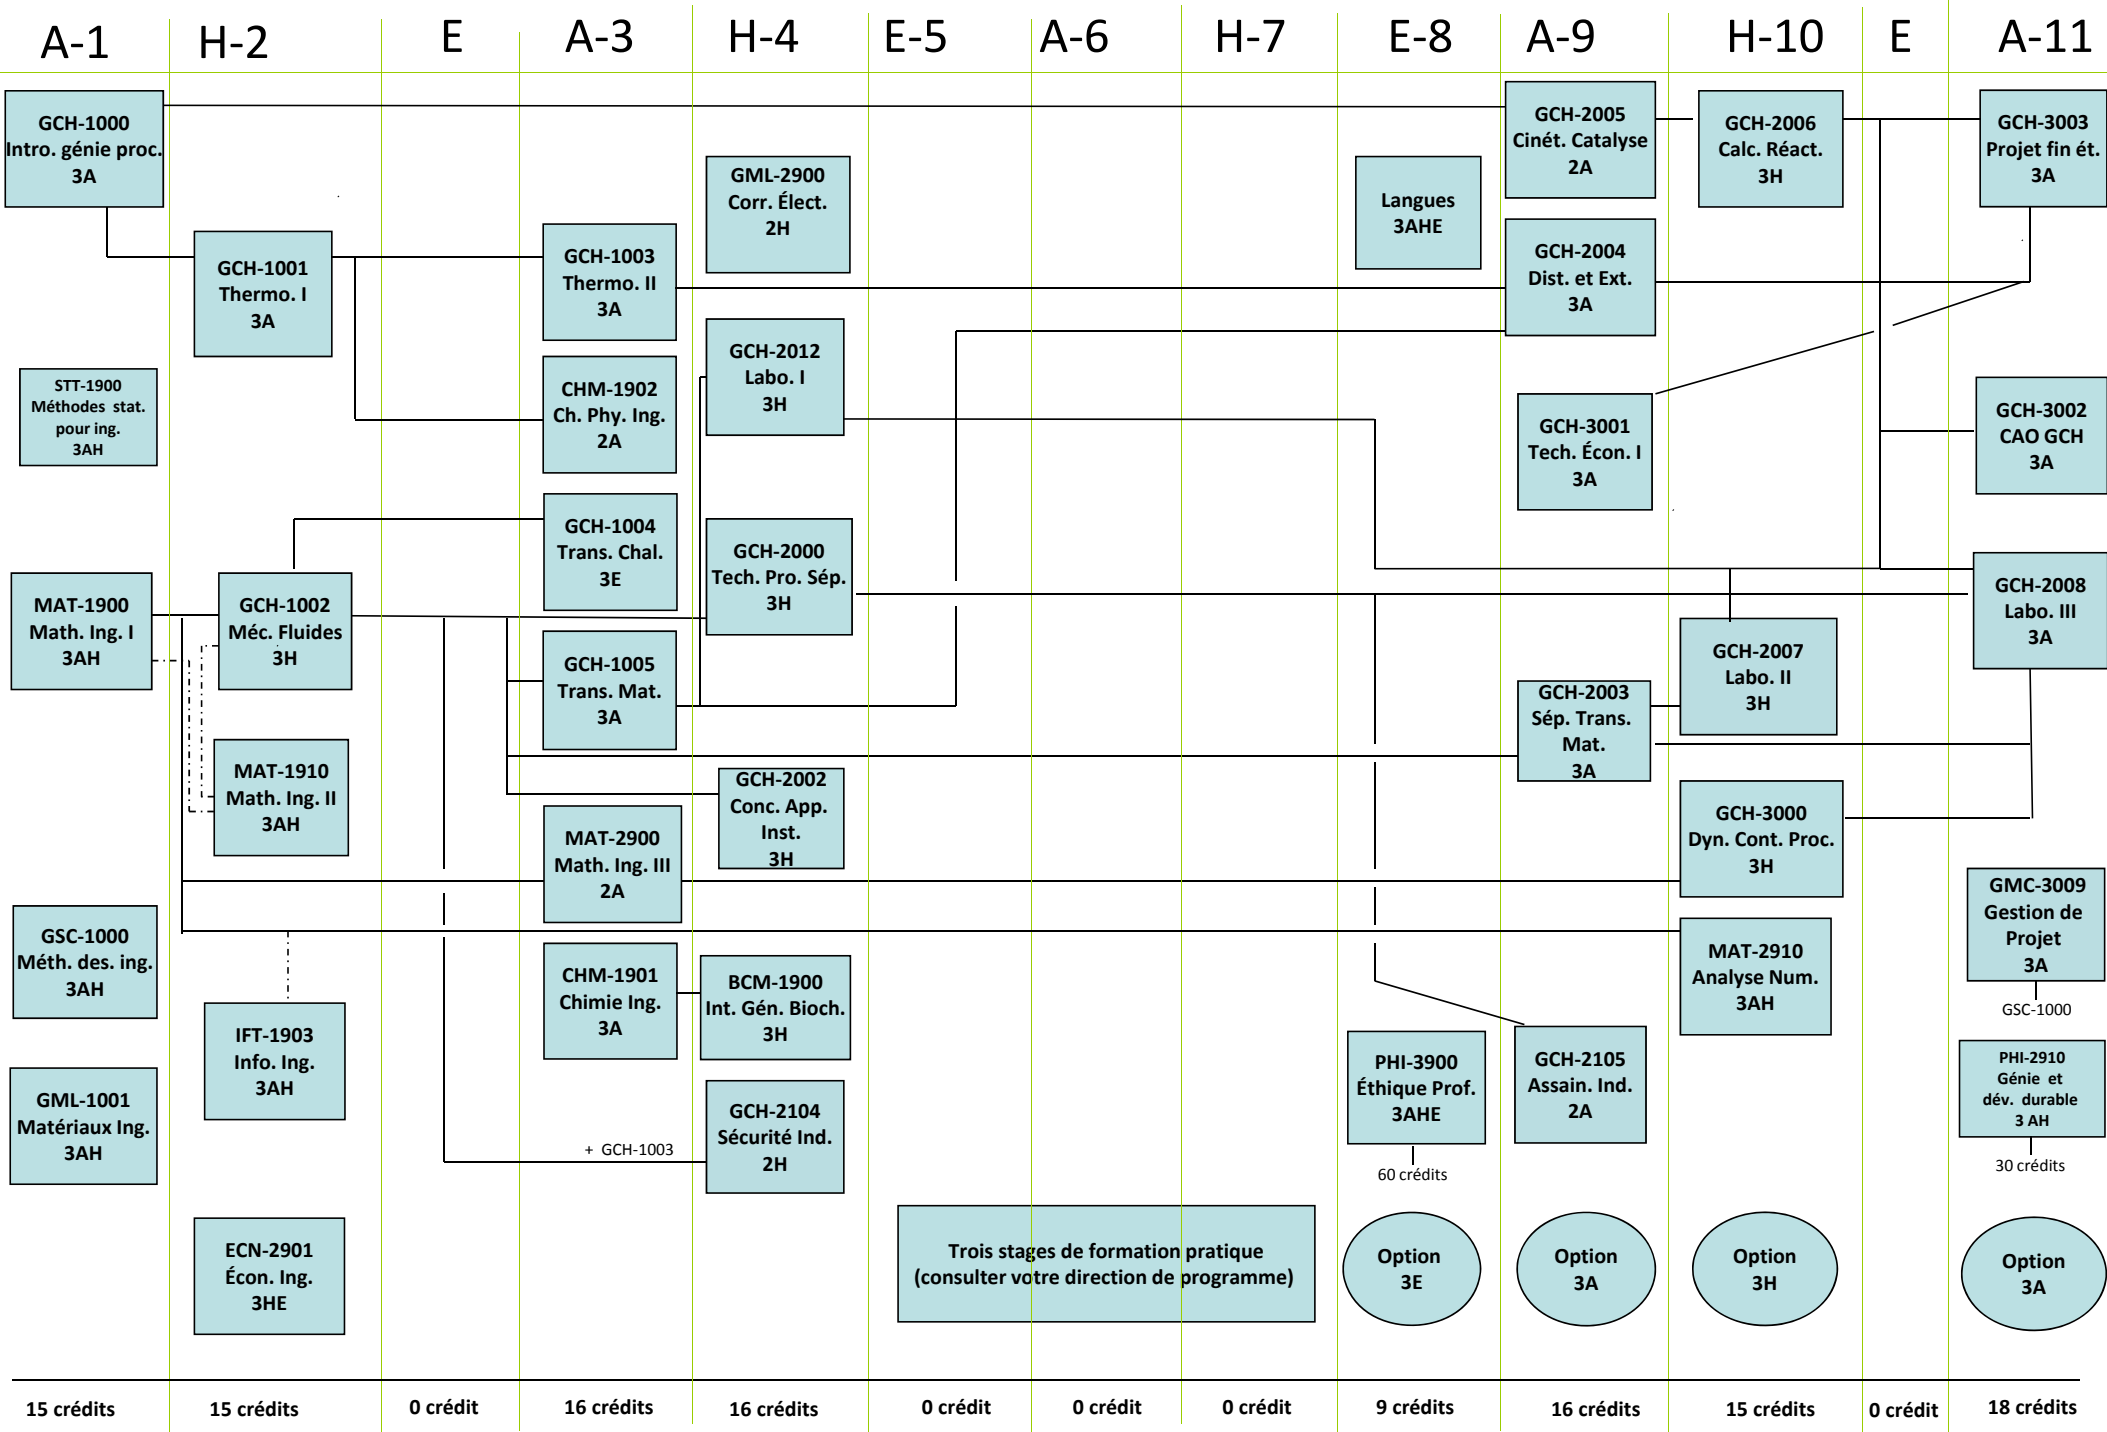 A-1
H-2
E
A-3
H-4
E-5
A-6
H-7
E-8
A-9
H-10
E
A-11
GCH-1000
Intro. génie proc.
3A
STT-1900
Méthodes stat.
pour ing.
3AH
MAT-1900
Math. Ing. I
3AH
GSC-1000
Méth. des. ing.
3AH
GML-1001
Matériaux Ing.
3AH
GCH-1001
Thermo. I
3A
GCH-1002
Méc. Fluides
3H
MAT-1910
Math. Ing. II
3AH
IFT-1903
Info. Ing.
3AH
ECN-2901
Écon. Ing.
3HE
GCH-1003
Thermo. II
3A
CHM-1902
Ch. Phy. Ing.
2A
GCH-1004
Trans. Chal.
3E
GCH-1005
Trans. Mat.
3A
MAT-2900
Math. Ing. III
2A
CHM-1901
Chimie Ing.
3A
+ GCH-1003
GML-2900
Corr. Élect.
2H
GCH-2012
Labo. I
3H
GCH-2000
Tech. Pro. Sép.
3H
GCH-2002
Conc. App.
Inst.
3H
BCM-1900
Int. Gén. Bioch.
3H
GCH-2104
Sécurité Ind.
2H
Trois stages de formation pratique
(consulter votre direction de programme)
Langues
3AHE
PHI-3900
Éthique Prof.
3AHE
60 crédits
Option
3E
GCH-2005
Cinét. Catalyse
2A
GCH-2004
Dist. et Ext.
3A
GCH-3001
Tech. Écon. I
3A
GCH-2003
Sép. Trans.
Mat.
3A
GCH-2105
Assain. Ind.
2A
Option
3A
GCH-2006
Calc. Réact.
3H
GCH-2007
Labo. II
3H
GCH-3000
Dyn. Cont. Proc.
3H
MAT-2910
Analyse Num.
3AH
Option
3H
GCH-3003
Projet fin ét.
3A
GCH-3002
CAO GCH
3A
GCH-2008
Labo. III
3A
GMC-3009
Gestion de
Projet
3A
GSC-1000
PHI-2910
Génie et
dév. durable
3 AH
30 crédits
Option
3A
15 crédits
15 crédits
0 crédit
16 crédits
16 crédits
0 crédit
0 crédit
0 crédit
9 crédits
16 crédits
15 crédits
0 crédit
18 crédits